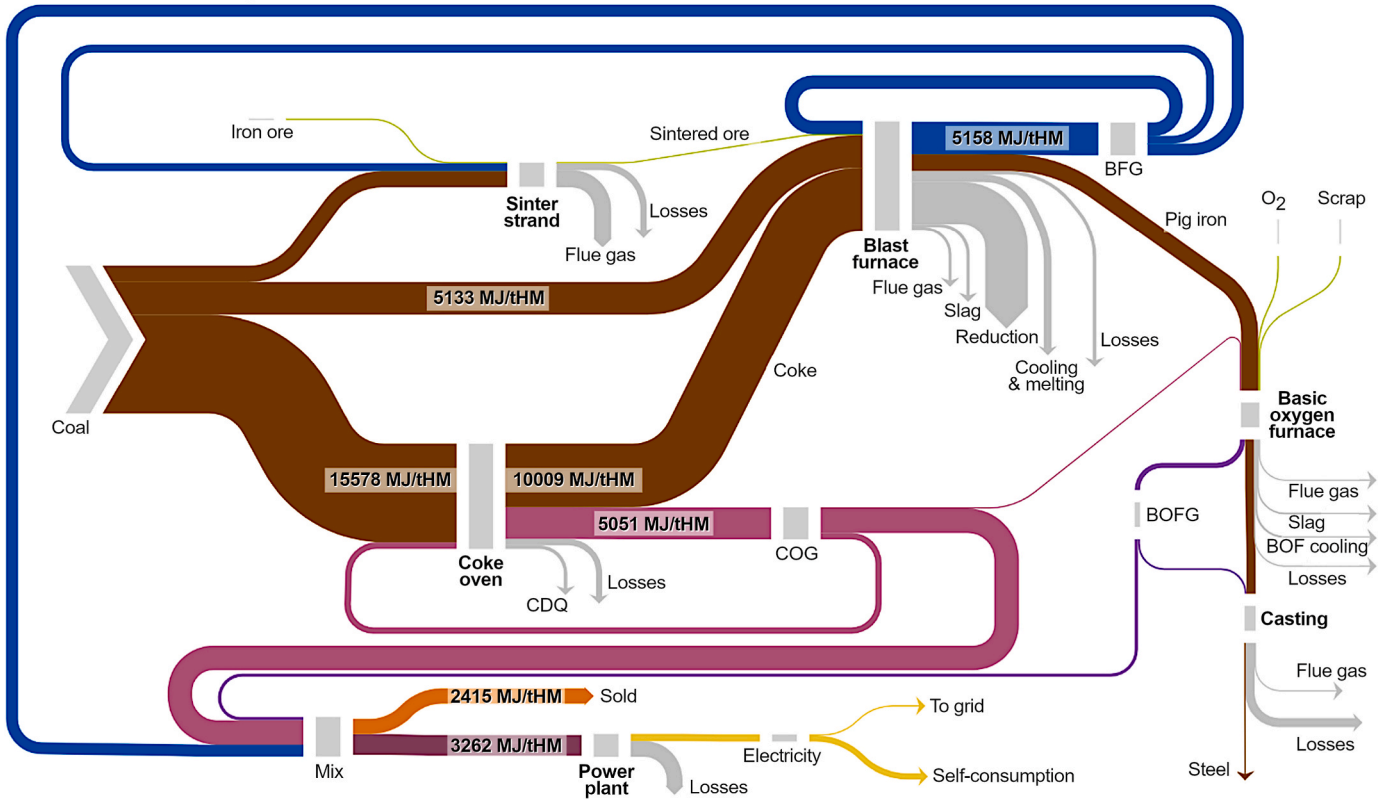 5158 MJ/tHM
BFG
Iron ore
Sintered ore
Sinter
strand
Losses
Flue gas
Pig iron
O2
Scrap
Blast
furnace
Flue gas
Slag
Reduction
Cooling
& melting
Losses
5133 MJ/tHM
Coal
Coke
Basic
oxygen
furnace
15578 MJ/tHM
10009 MJ/tHM
5051 MJ/tHM
COG
Coke
oven
CDQ
Losses
BOFG
Flue gas
Slag
BOF cooling
Losses
Casting
Flue gas
Losses
Steel
2415 MJ/tHM
Sold
3262 MJ/tHM
Mix
Power
plant
Losses
Electricity
To grid
Self-consumption